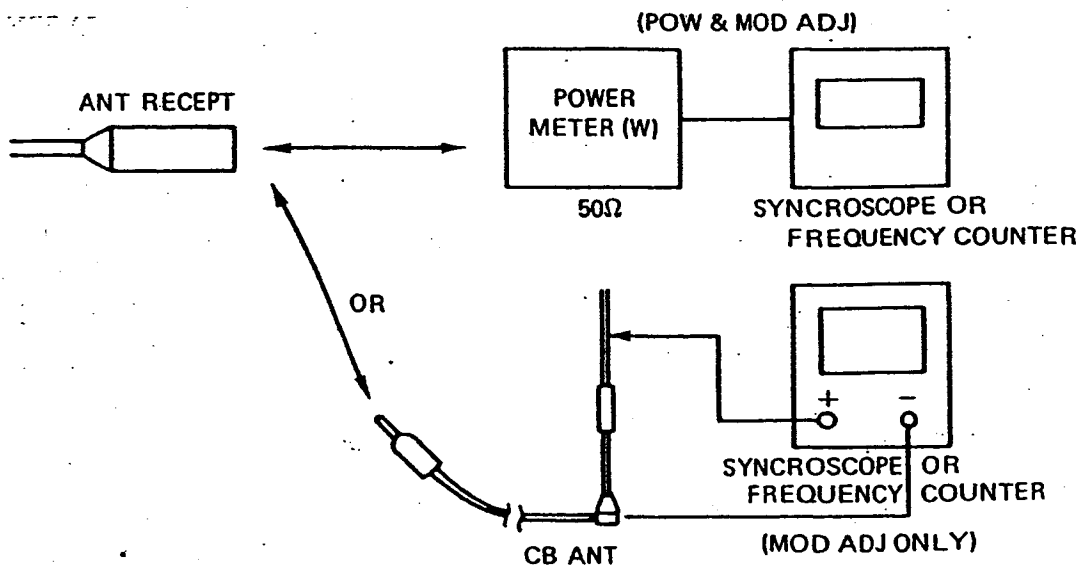 (POW & MOD ADJ)
ANT RECEPT
POWER
METER (W)
50Ω
SYNCROSCOPE OR
FREQUENCY COUNTER
OR
+ −
SYNCROSCOPE OR
FREQUENCY COUNTER
(MOD ADJ ONLY)
CB ANT